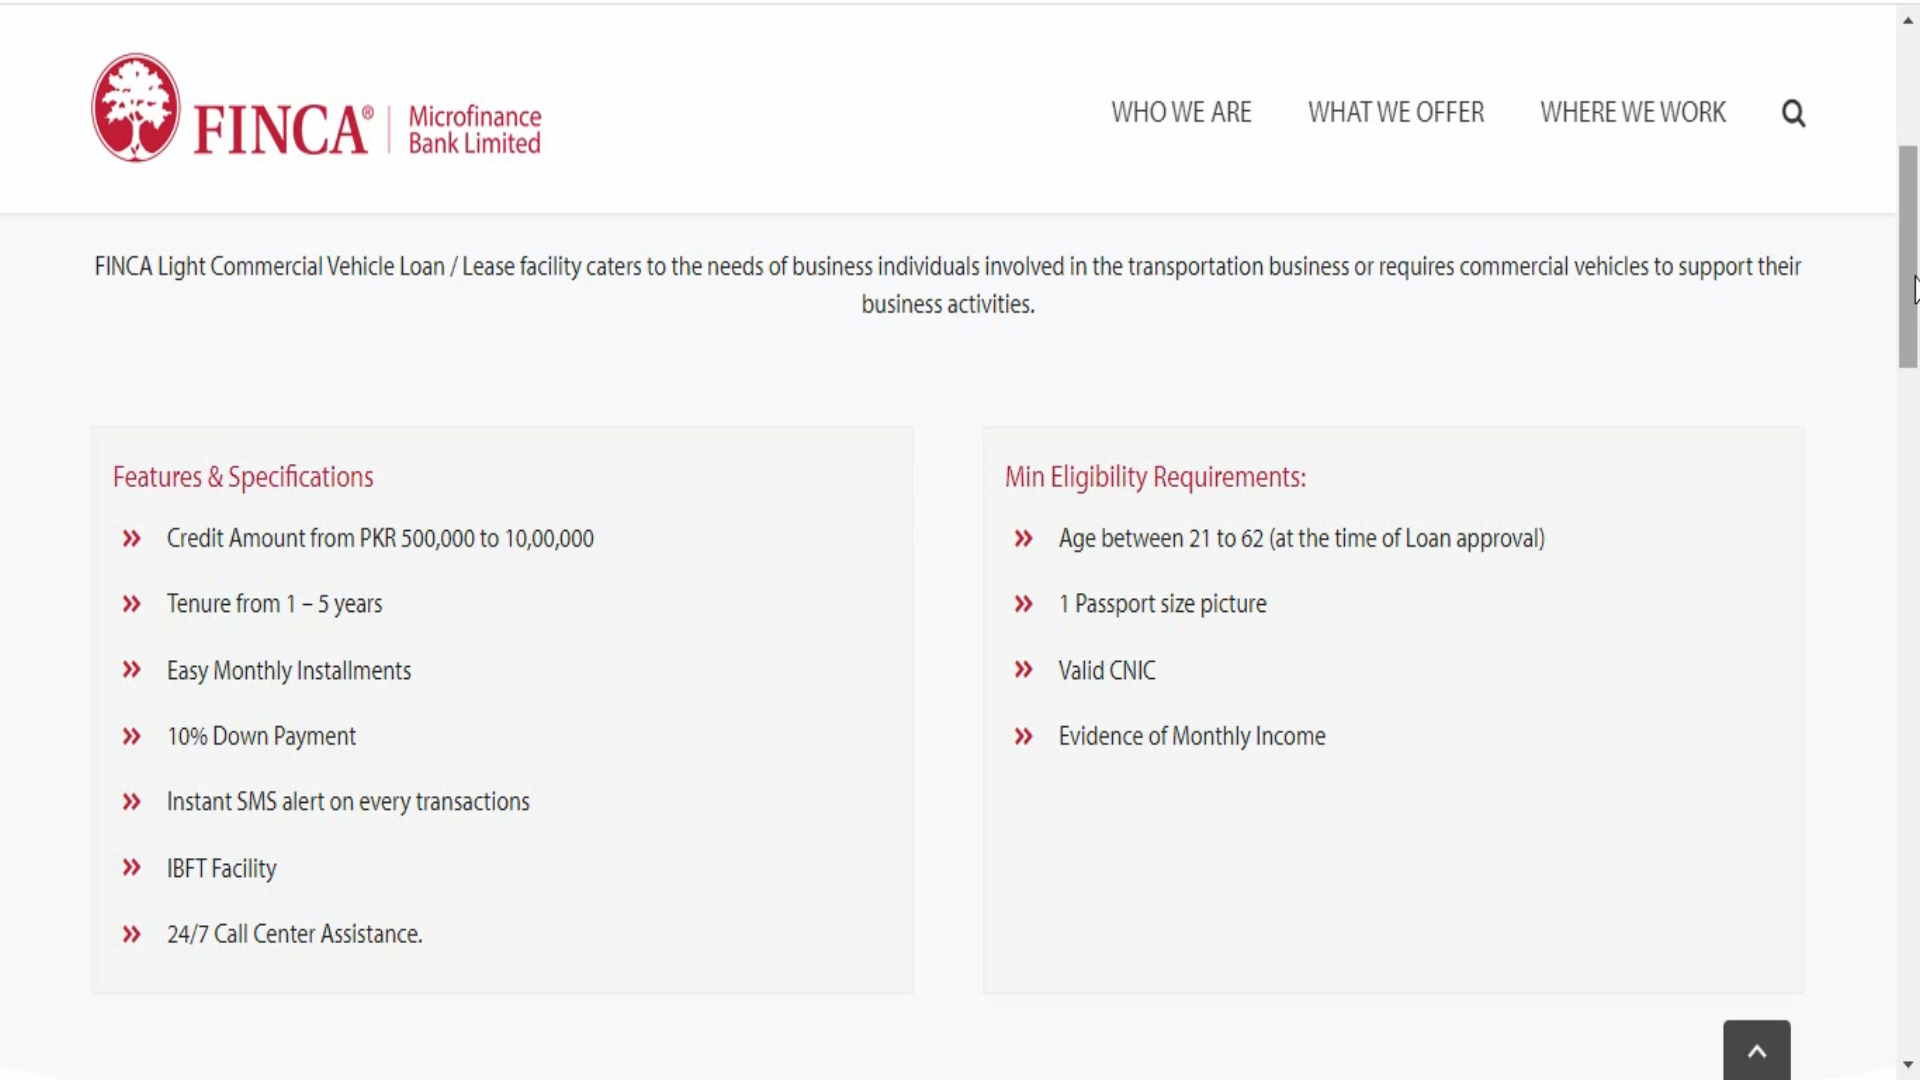 FINCA® | Microfinance
Bank Limited
WHO WE ARE
WHAT WE OFFER
WHERE WE WORK
FINCA Light Commercial Vehicle Loan / Lease facility caters to the needs of business individuals involved in the transportation business or requires commercial vehicles to support their
business activities.
Features & Specifications
Credit Amount from PKR 500,000 to 10,00,000
Tenure from 1 – 5 years
Easy Monthly Installments
10% Down Payment
Instant SMS alert on every transactions
IBFT Facility
24/7 Call Center Assistance.
Min Eligibility Requirements:
Age between 21 to 62 (at the time of Loan approval)
1 Passport size picture
Valid CNIC
Evidence of Monthly Income